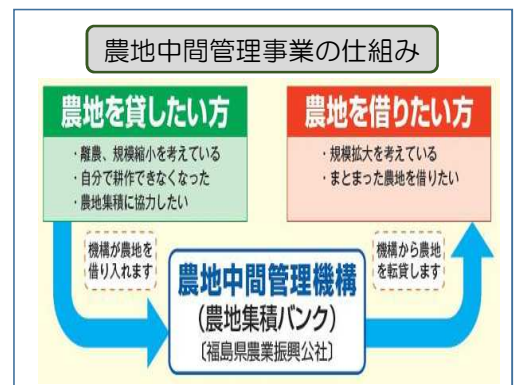 農地中間管理事業の仕組み
農地を貸したい方
・離農、規模縮小を考えている
・自分で耕作できなくなった
・農地集積に協力したい
農地を借りたい方
・規模拡大を考えている
・まとまった農地を借りたい
機構が農地を
借り入れます
農地中間管理機構
(農地集積バンク)
〔福島県農業振興公社〕
機構から農地
を転貸します